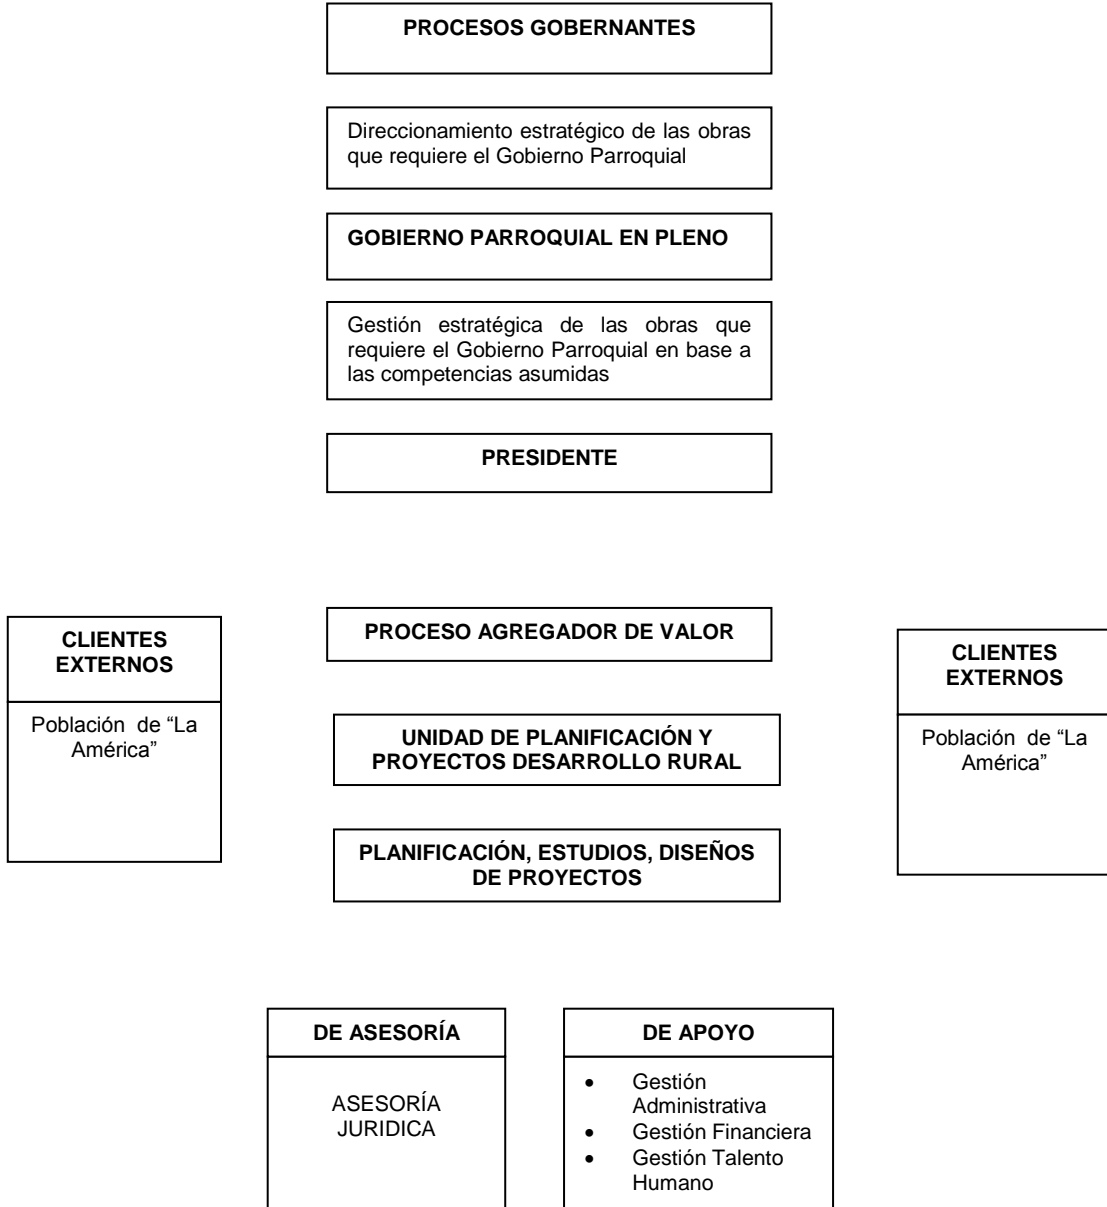 PROCESOS GOBERNANTES
Direccionamiento estratégico de las obras
que requiere el Gobierno Parroquial
GOBIERNO PARROQUIAL EN PLENO
Gestión estratégica de las obras que
requiere el Gobierno Parroquial en base a
las competencias asumidas
PRESIDENTE
CLIENTES
EXTERNOS
Población de “La
América”
PROCESO AGREGADOR DE VALOR
UNIDAD DE PLANIFICACIÓN Y
PROYECTOS DESARROLLO RURAL
PLANIFICACIÓN, ESTUDIOS, DISEÑOS
DE PROYECTOS
CLIENTES
EXTERNOS
Población de “La
América”
DE ASESORÍA
ASESORÍA
JURIDICA
DE APOYO
• Gestión
Administrativa
• Gestión Financiera
• Gestión Talento
Humano